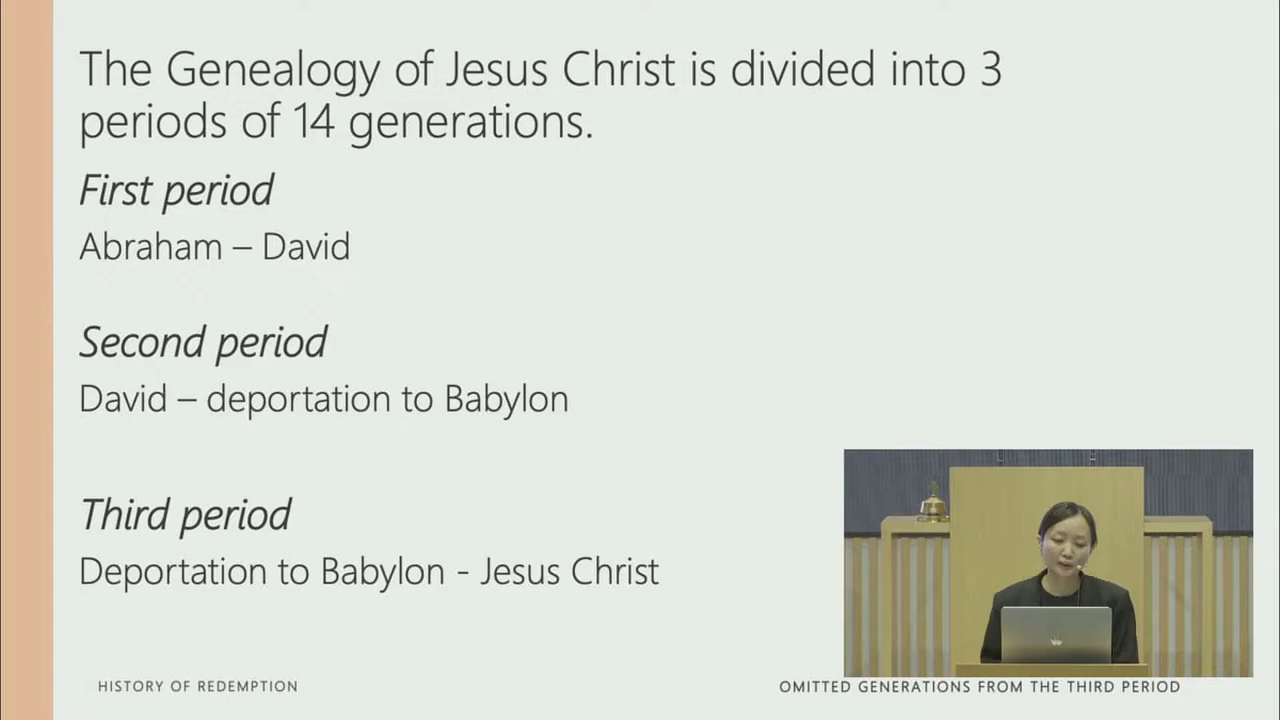 The Genealogy of Jesus Christ is divided into 3
periods of 14 generations.
First period
Abraham – David
Second period
David – deportation to Babylon
Third period
Deportation to Babylon - Jesus Christ
HISTORY OF REDEMPTION
OMITTED GENERATIONS FROM THE THIRD PERIOD